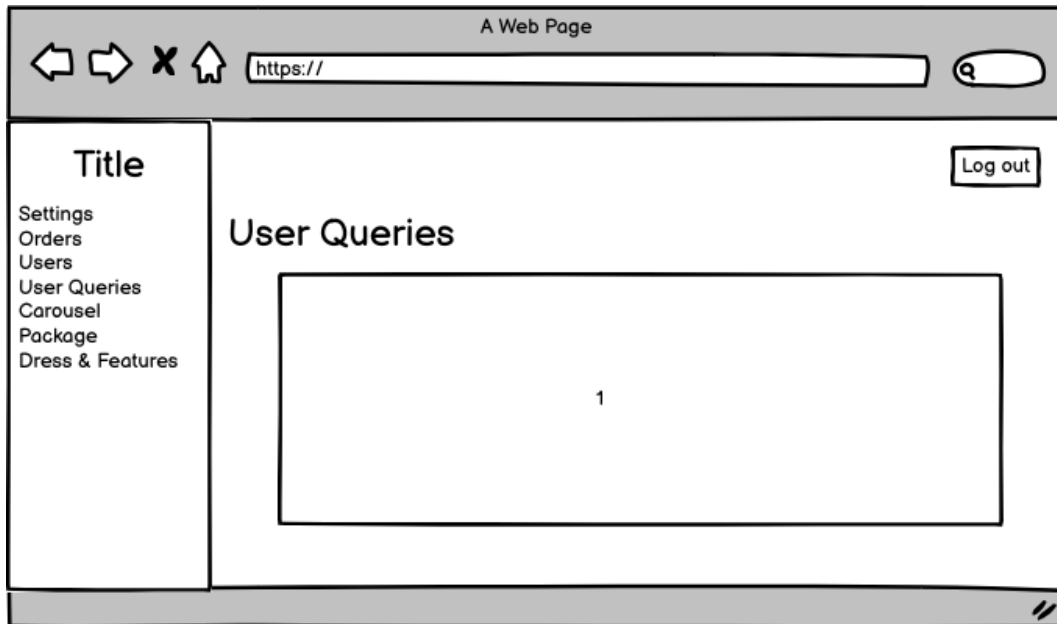 A Web Page
https://
Title
Log out
Settings
Orders
Users
User Queries
Carousel
Package
Dress & Features
User Queries
1